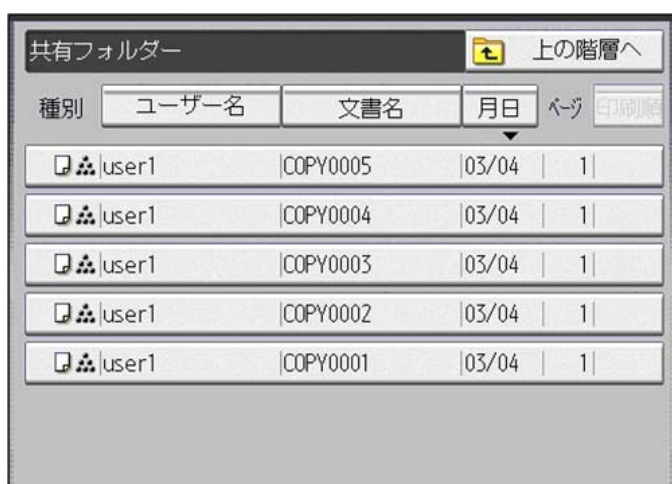 共有フォルダー 上の階層へ
種別 ユーザー名 文書名 月日 ページ 印刷順
user1 COPY0005 03/04 1
user1 COPY0004 03/04 1
user1 COPY0003 03/04 1
user1 COPY0002 03/04 1
user1 COPY0001 03/04 1